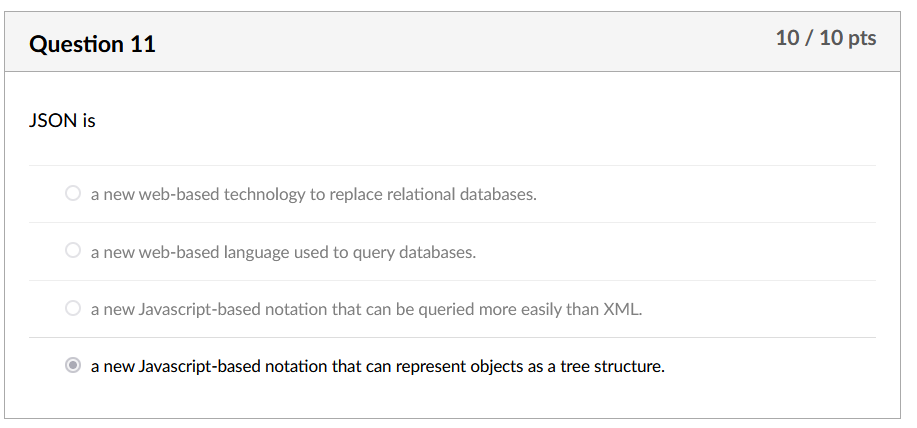 Question 11
10 / 10 pts
JSON is
a new web-based technology to replace relational databases.
a new web-based language used to query databases.
a new Javascript-based notation that can be queried more easily than XML.
a new Javascript-based notation that can represent objects as a tree structure.